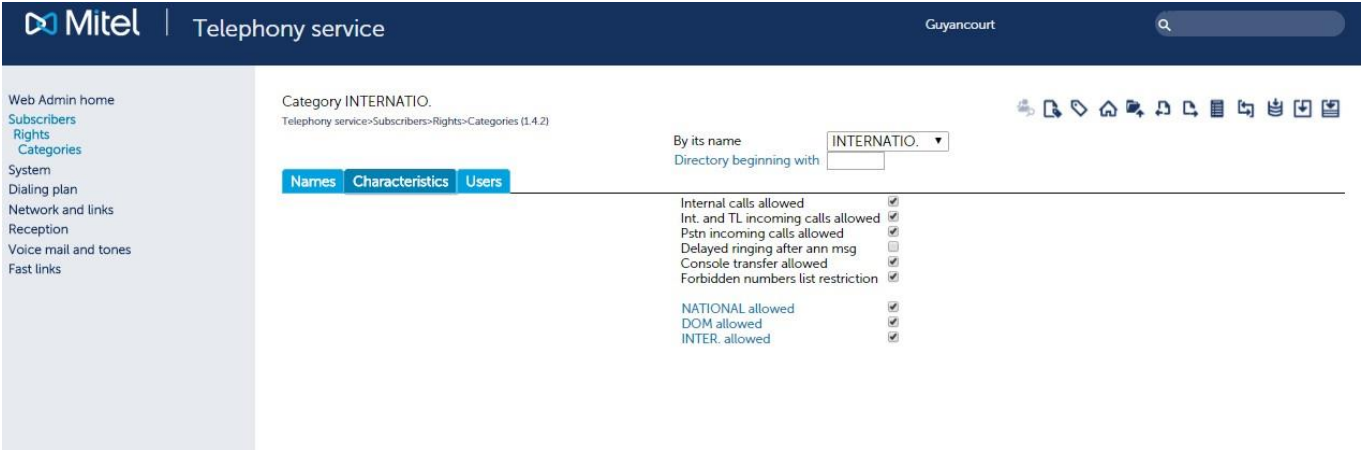 Mitel | Telephony service
Guyancourt
Web Admin home
Subscribers
Rights
Categories
System
Dialing plan
Network and links
Reception
Voice mail and tones
Fast links
Category INTERNATIO.
Telephony service>Subscribers>Rights>Categories (1.4.2)
By its name INTERNATIO.
Directory beginning with
Names Characteristics Users
Internal calls allowed
Int. and TL incoming calls allowed
Pstn incoming calls allowed
Delayed ringing after ann msg
Console transfer allowed
Forbidden numbers list restriction
NATIONAL allowed
DOM allowed
INTER. allowed